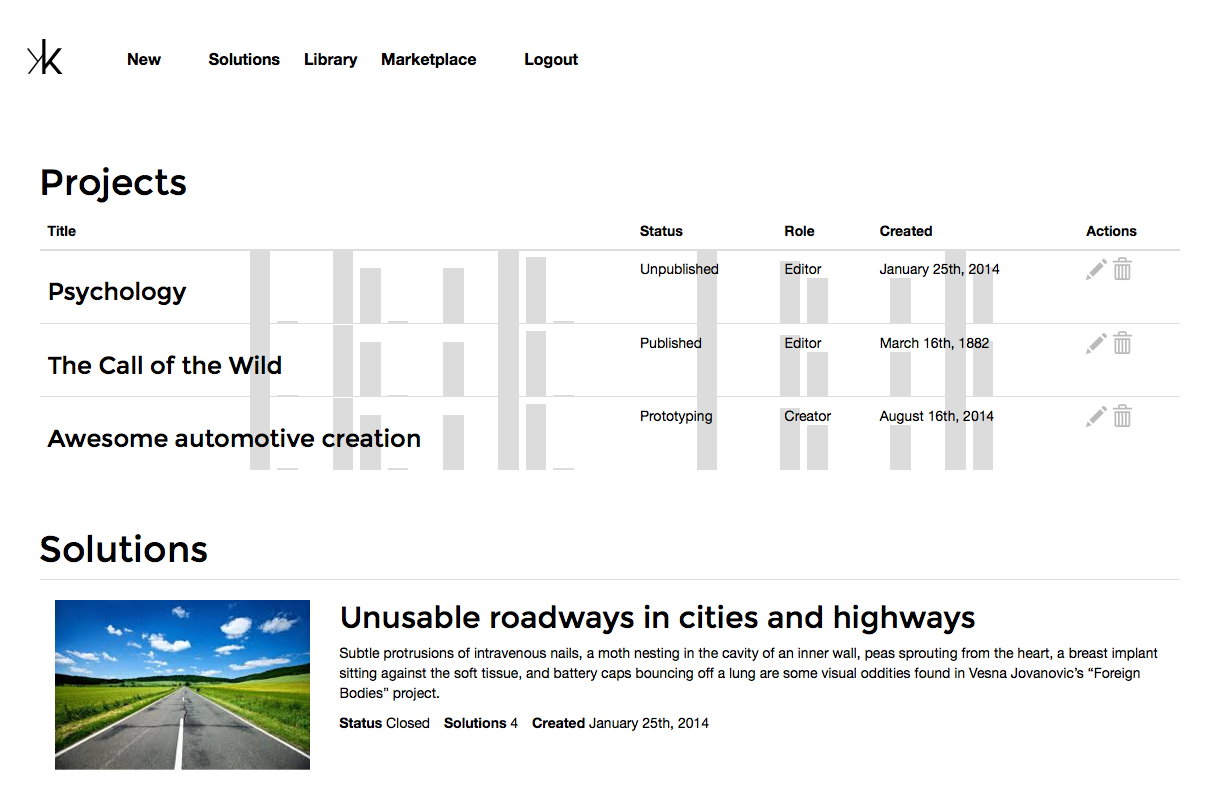 New Solutions Library Marketplace Logout
Projects
Title Status Role Created Actions
Psychology Unpublished Editor January 25th, 2014
The Call of the Wild Published Editor March 16th, 1882
Awesome automotive creation Prototyping Creator August 16th, 2014
Solutions
Unusable roadways in cities and highways
Subtle protrusions of intravenous nails, a moth nesting in the cavity of an inner wall, peas sprouting from the heart, a breast implant
sitting against the soft tissue, and battery caps bouncing off a lung are some visual oddities found in Vesna Jovanovic’s “Foreign
Bodies” project.
Status Closed Solutions 4 Created January 25th, 2014